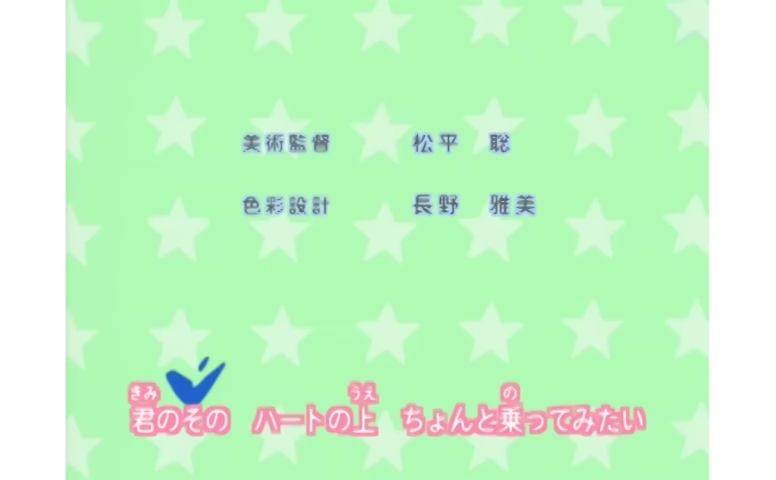 美術監督 松平 聡
色彩設計 長野 雅美
きみ うえ の
君のその ハートの上 ちょんと乗ってみたい